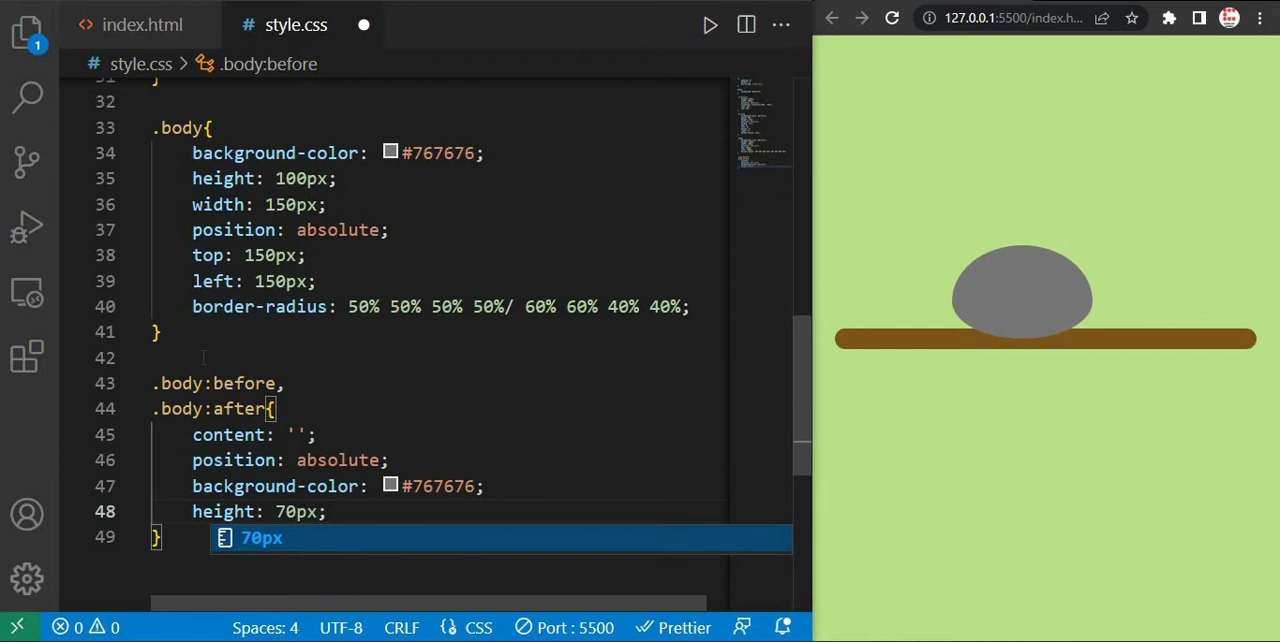 index.html
# style.css
127.0.0.1:5500/index.h...
# style.css > .body:before
1
32
33 .body{
34 background-color: #767676;
35 height: 100px;
36 width: 150px;
37 position: absolute;
38 top: 150px;
39 left: 150px;
40 border-radius: 50% 50% 50% 50%/ 60% 60% 40% 40%;
41 }
42
43 .body:before,
44 .body:after{
45 content: '';
46 position: absolute;
47 background-color: #767676;
48 height: 70px;
49 }
70px
0 0 Spaces: 4 UTF-8 CRLF {} CSS Port : 5500 Prettier